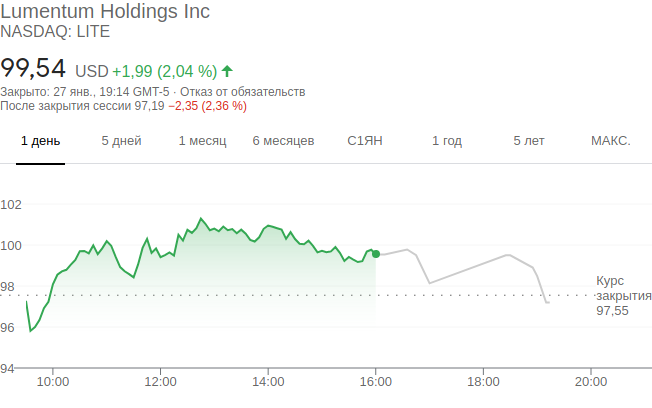 Lumentum Holdings Inc
NASDAQ: LITE
99,54 USD +1,99 (2,04 %)
Закрыто: 27 янв., 19:14 GMT-5 · Отказ от обязательств
После закрытия сессии 97,19 −2,35 (2,36 %)
1 день 5 дней 1 месяц 6 месяцев С1ЯН 1 год 5 лет МАКС.
102
100
98
96
94
Курс
закрытия
97,55
10:00 12:00 14:00 16:00 18:00 20:00